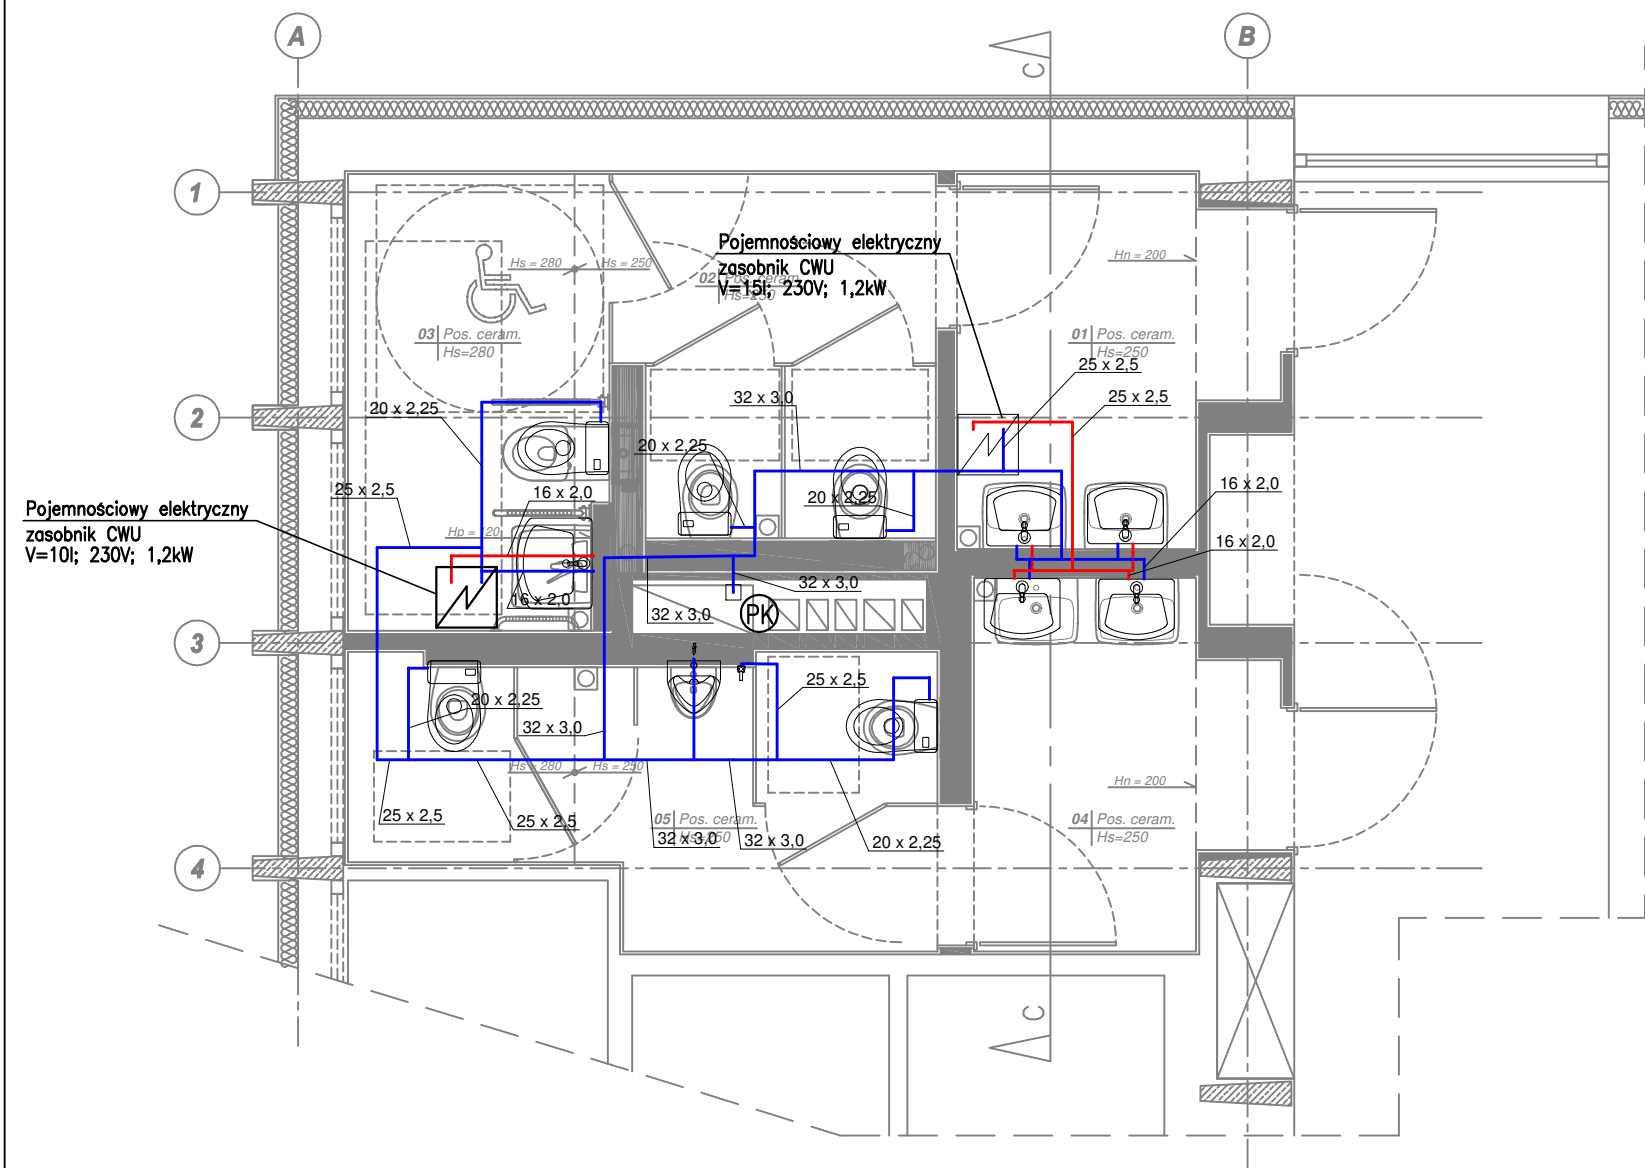 A
B
C
1
Pojemnościowy elektryczny
zasobnik CWU
V=15l; 230V; 1,2kW
Hs = 280
Hs = 250
Hn = 200
02 Pos. ceram.
Hs=250
03 Pos. ceram.
Hs=280
01 Pos. ceram.
Hs=250
25 x 2,5
25 x 2,5
2
20 x 2,25
32 x 3,0
20 x 2,25
25 x 2,5
16 x 2,0
20 x 2,25
16 x 2,0
Pojemnościowy elektryczny
zasobnik CWU
V=10l; 230V; 1,2kW
Hp = 120
16 x 2,0
16 x 2,0
32 x 3,0
32 x 3,0
PK
3
25 x 2,5
20 x 2,25
32 x 3,0
Hs = 280
Hs = 250
Hn = 200
25 x 2,5
25 x 2,5
05 Pos. ceram.
Hs=250
32 x 3,0
32 x 3,0
20 x 2,25
04 Pos. ceram.
Hs=250
4
C